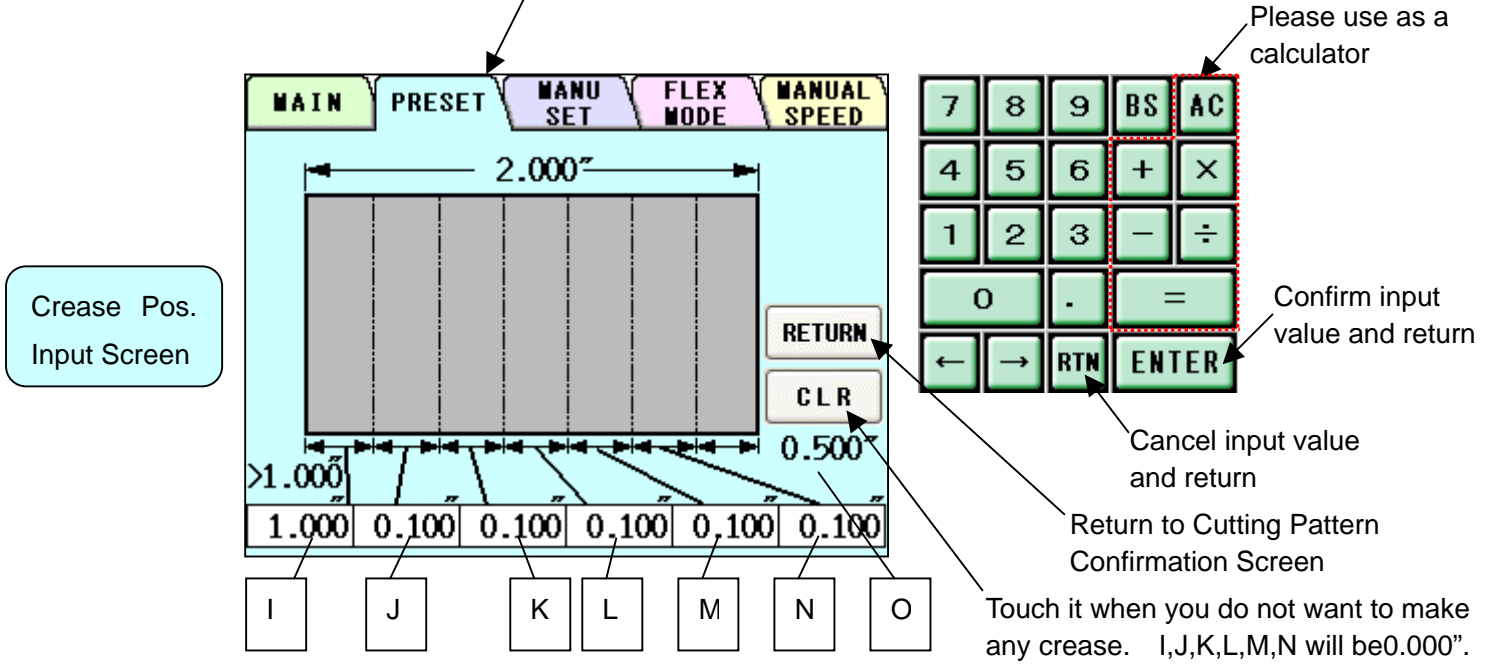 Please use as a
calculator
MAIN PRESET MANU SET FLEX MODE MANUAL SPEED
2.000″
Crease Pos.
Input Screen
RETURN
CLR
0.500″
>1.000″
″ ″ ″ ″ ″ ″
1.000 0.100 0.100 0.100 0.100 0.100
I J K L M N O
7 8 9 BS AC
4 5 6 + ×
1 2 3 − ÷
0 . =
← → RTN ENTER
Confirm input
value and return
Cancel input value
and return
Return to Cutting Pattern
Confirmation Screen
Touch it when you do not want to make
any crease. I,J,K,L,M,N will be0.000”.